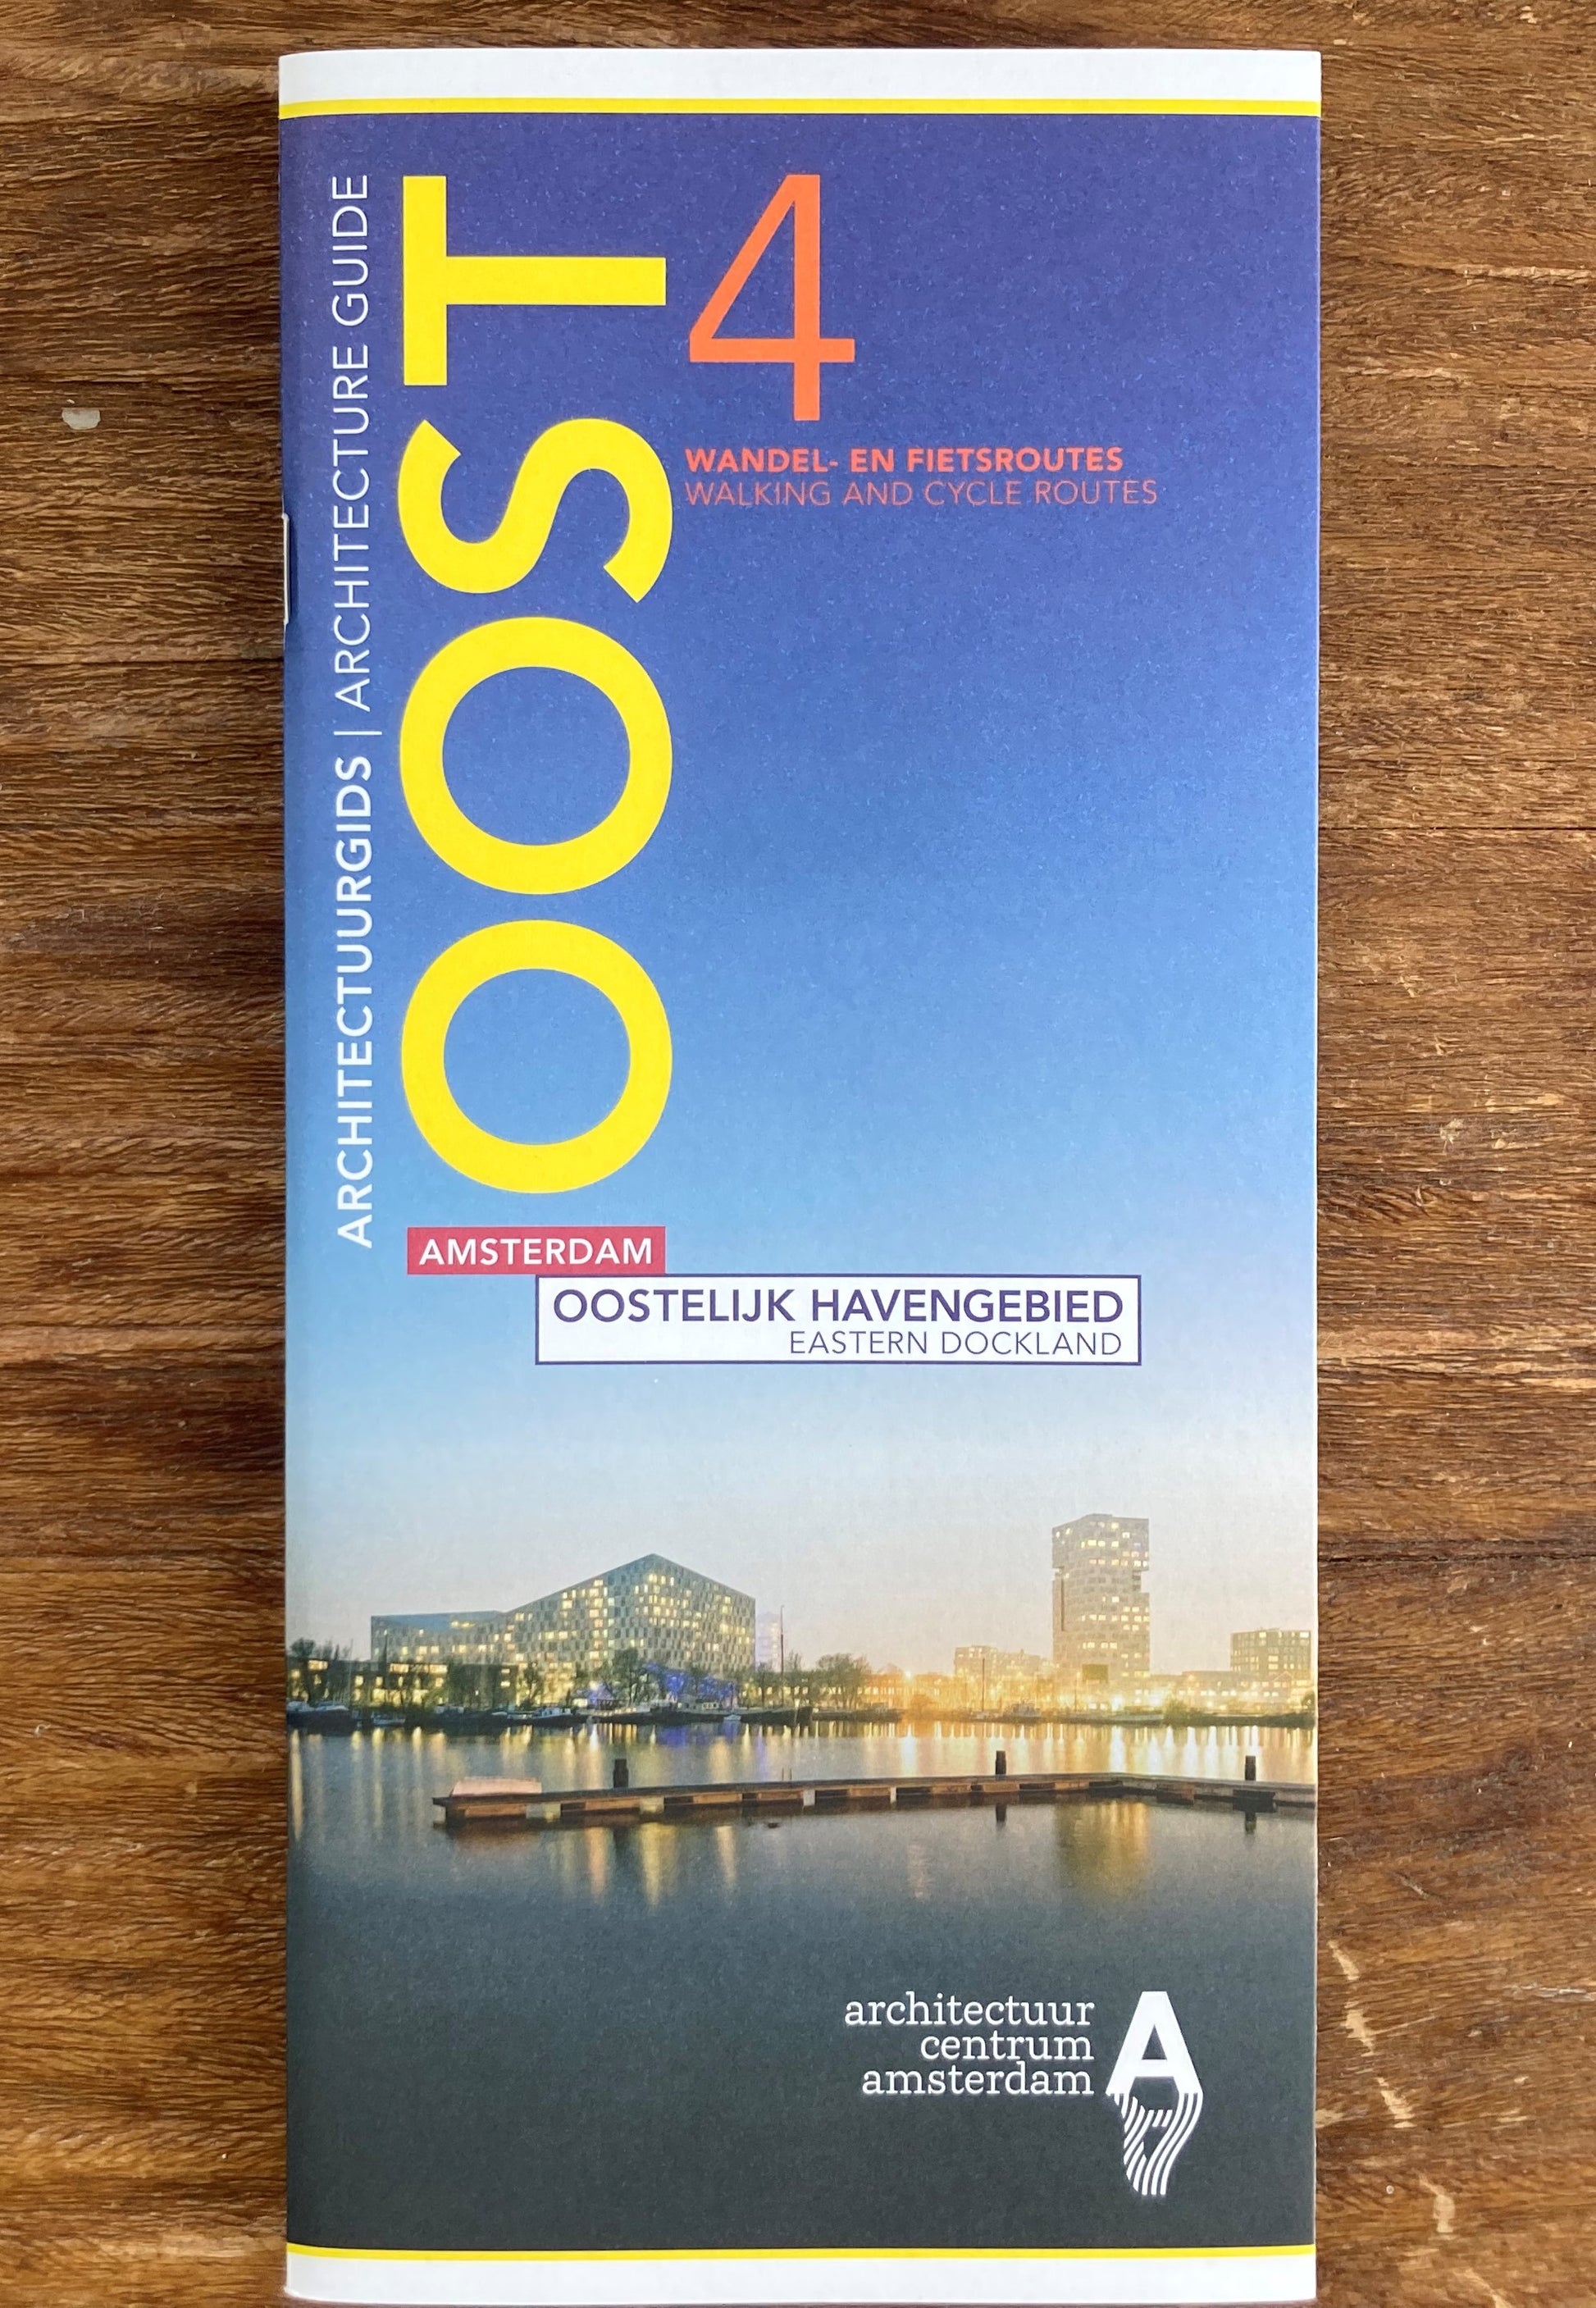 ARCHITECTUURGIDS | ARCHITECTURE GUIDE
OOST
4
WANDEL- EN FIETSROUTES
WALKING AND CYCLE ROUTES
AMSTERDAM
OOSTELIJK HAVENGEBIED
EASTERN DOCKLAND
architectuur
centrum
amsterdam
A